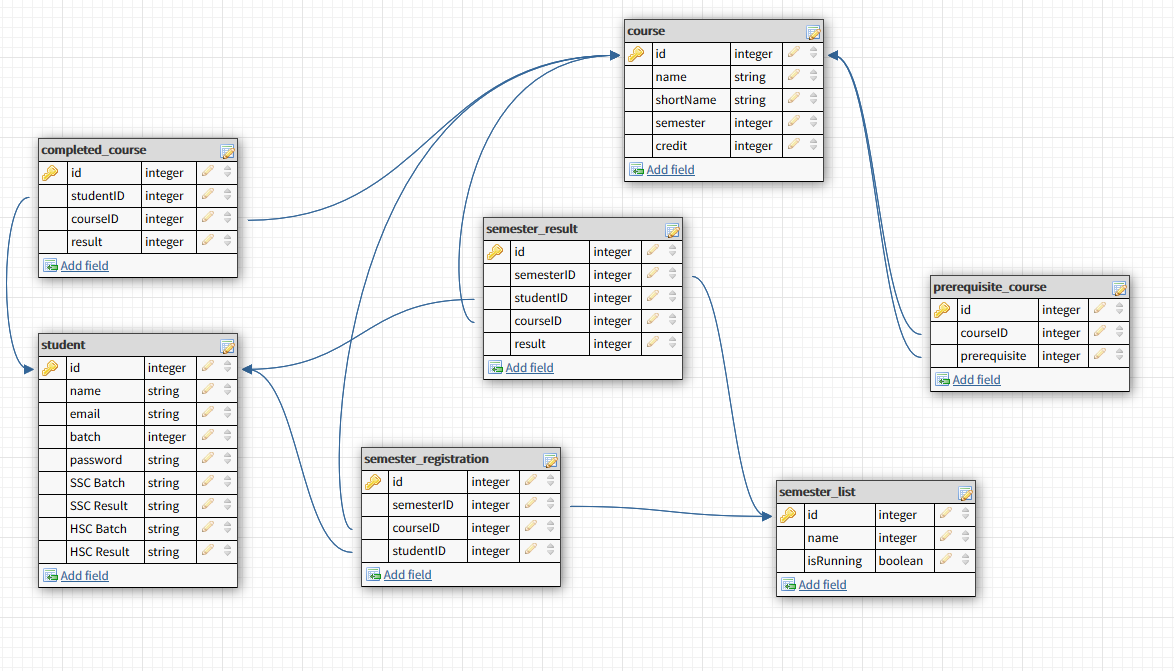 course
id integer
name string
shortName string
semester integer
credit integer
Add field
completed_course
id integer
studentID integer
courseID integer
result integer
Add field
semester_result
id integer
semesterID integer
studentID integer
courseID integer
result integer
Add field
prerequisite_course
id integer
courseID integer
prerequisite integer
Add field
student
id integer
name string
email string
batch integer
password string
SSC Batch string
SSC Result string
HSC Batch string
HSC Result string
Add field
semester_registration
id integer
semesterID integer
courseID integer
studentID integer
Add field
semester_list
id integer
name integer
isRunning boolean
Add field